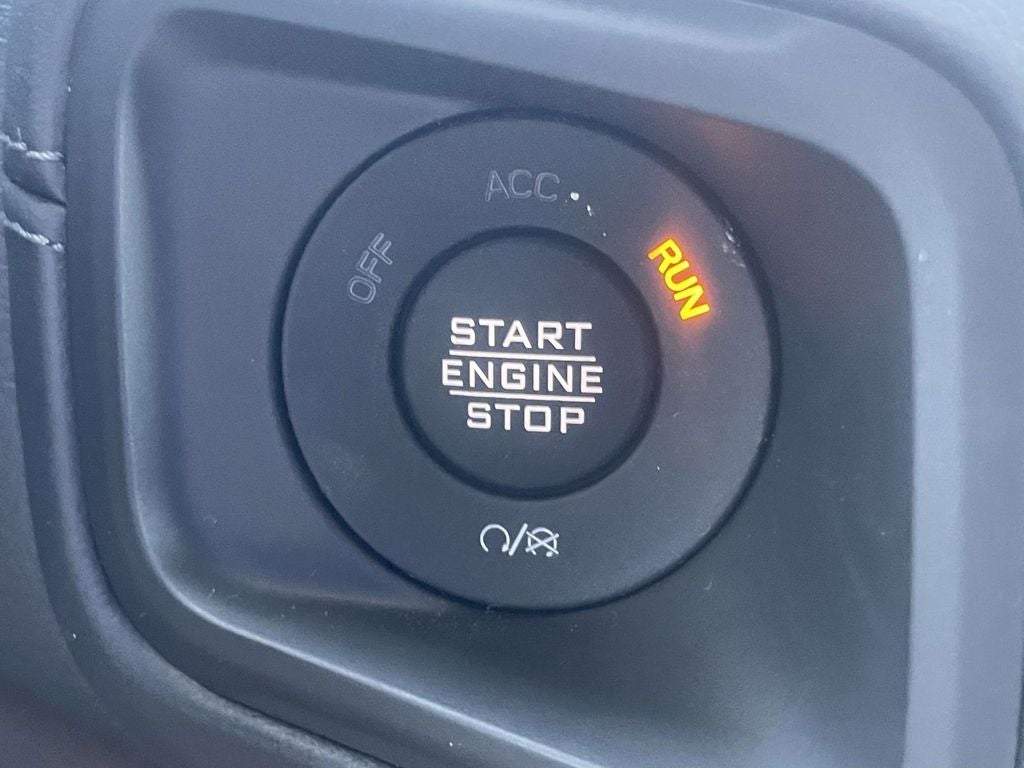 ACC
OFF
RUN
START
ENGINE
STOP